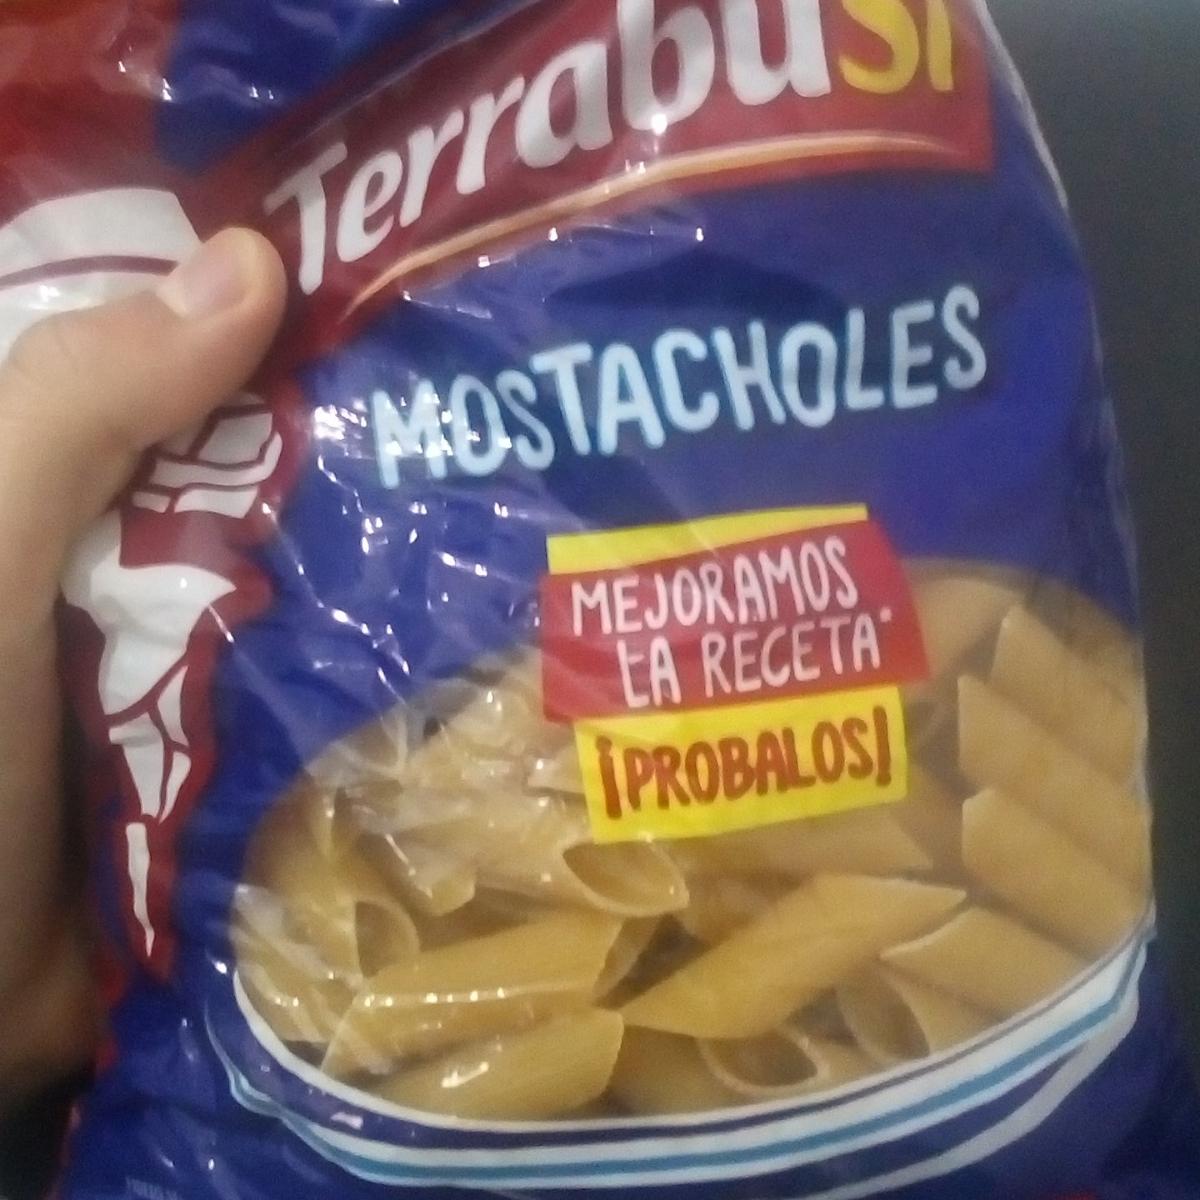 TerrabuSi
MOSTACHOLES
MEJORAMOS
LA RECETA
¡PROBALOS!